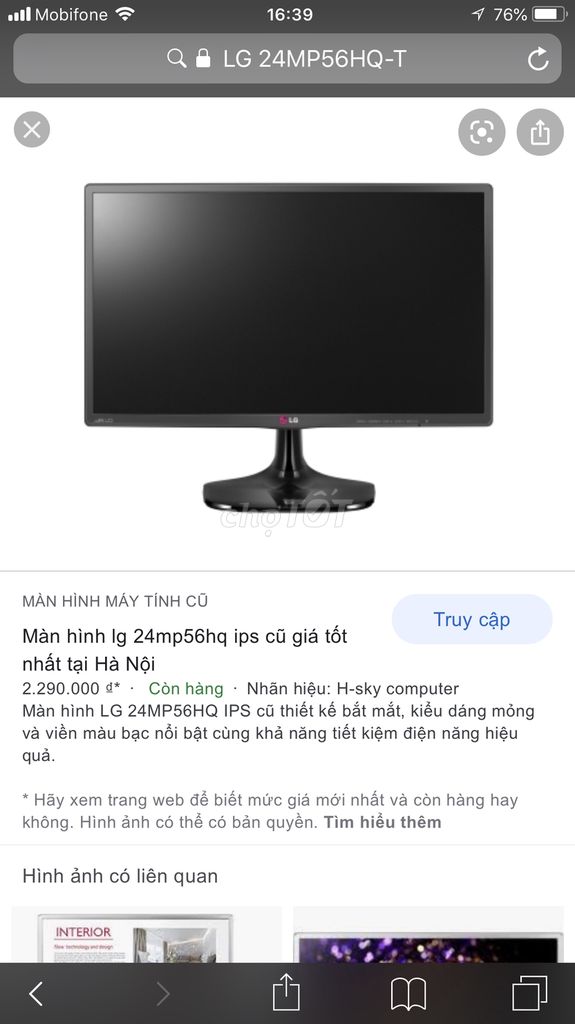 Mobifone 16:39 76%
LG 24MP56HQ-T
LG
chợTỐT
MÀN HÌNH MÁY TÍNH CŨ
Truy cập
Màn hình lg 24mp56hq ips cũ giá tốt
nhất tại Hà Nội
2.290.000 ₫* · Còn hàng · Nhãn hiệu: H-sky computer
Màn hình LG 24MP56HQ IPS cũ thiết kế bắt mắt, kiểu dáng mỏng
và viền màu bạc nổi bật cùng khả năng tiết kiệm điện năng hiệu
quả.
* Hãy xem trang web để biết mức giá mới nhất và còn hàng hay
không. Hình ảnh có thể có bản quyền. Tìm hiểu thêm
Hình ảnh có liên quan
INTERIOR
New technology and design